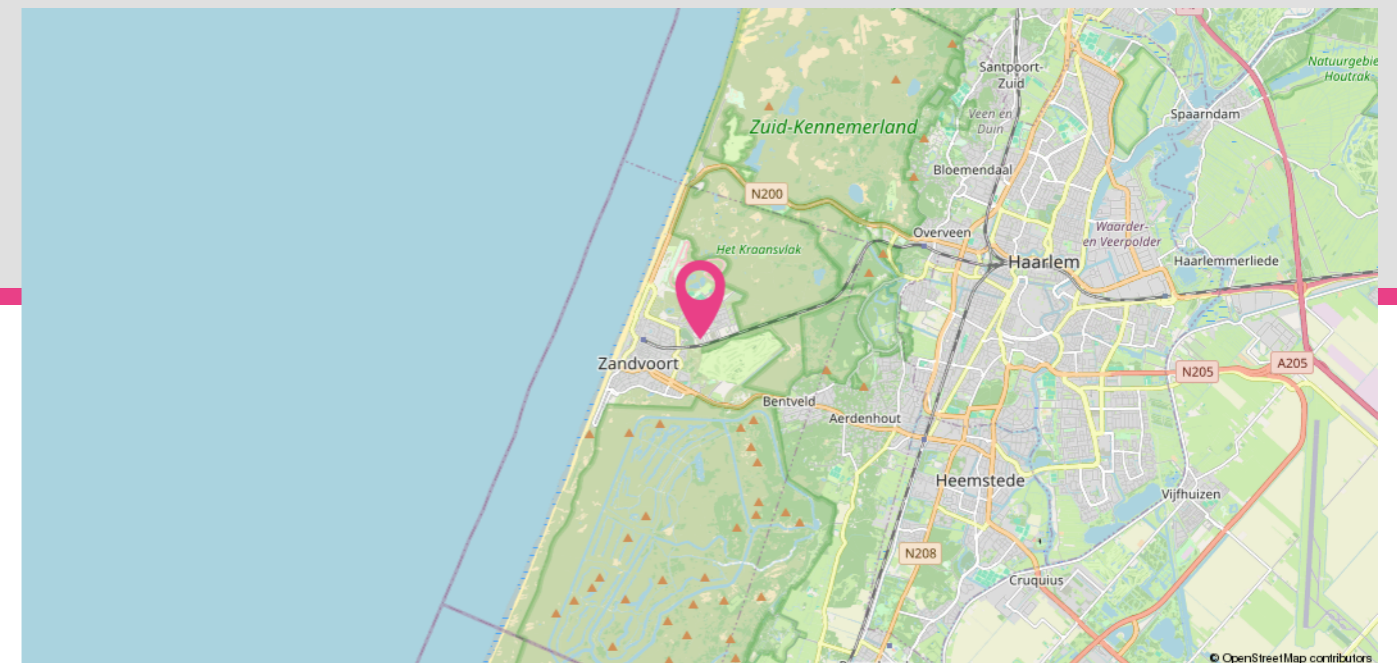 Santpoort-
Zuid
Natuurgebie
Houtrak
Veen en
Duin
Spaarndam
Zuid-Kennemerland
Bloemendaal
N200
Overveen
Waarder-
en Veerpolder
Het Kraansvlak
Haarlem
Haarlemmerliede
Zandvoort
N205
A205
Bentveld
Aerdenhout
Heemstede
Vijfhuizen
N208
Cruquius
© OpenStreetMap contributors